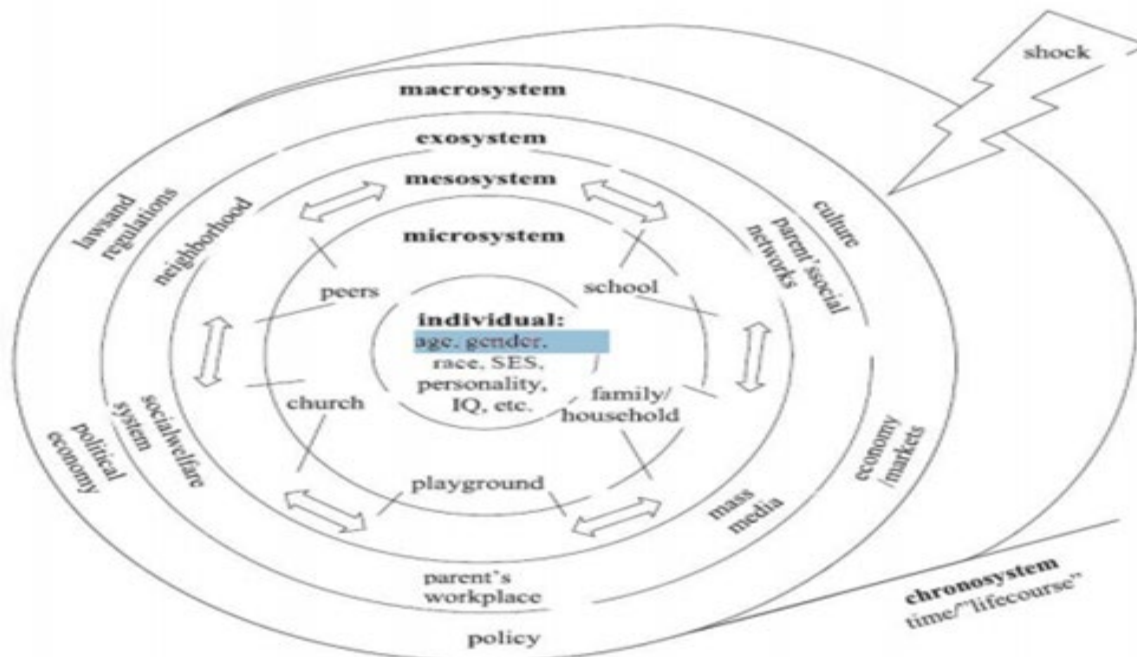 shock
macrosystem
exosystem
mesosystem
microsystem
lawsand
regulations
neighborhood
culture
parent'ssocial
networks
peers
school
individual:
age, gender,
race, SES,
personality,
IQ, etc.
church
family/
household
playground
socialwelfare
system
political
economy
economy
/markets
mass
media
parent's
workplace
policy
chronosystem
time/"lifecourse"